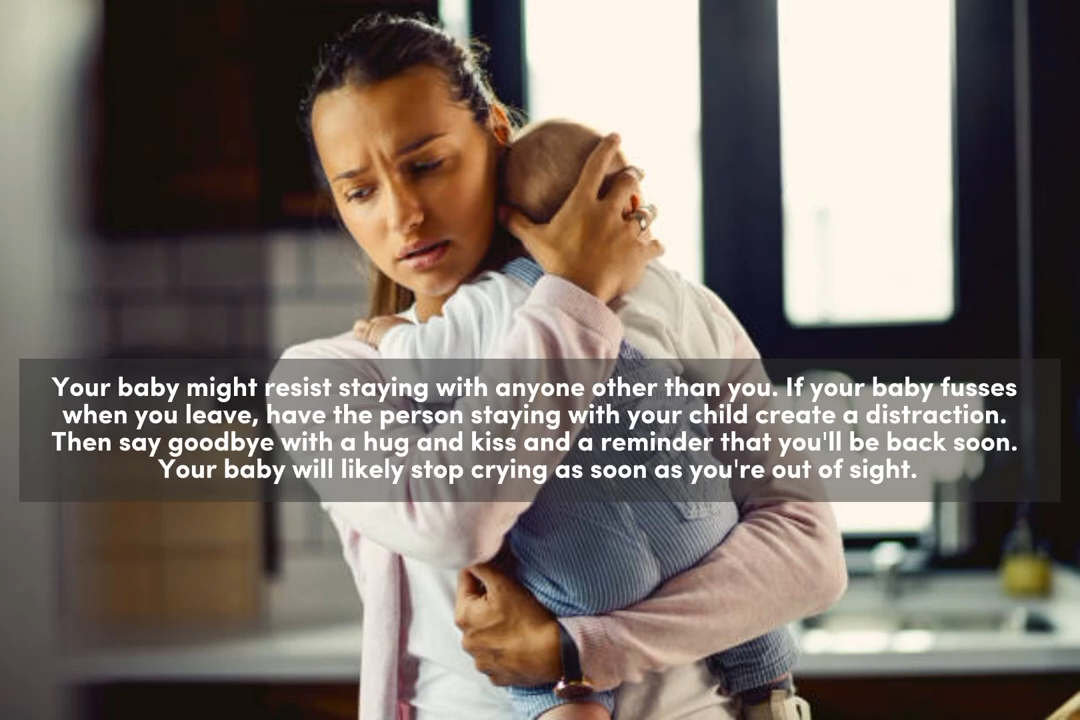 Your baby might resist staying with anyone other than you. If your baby fusses
when you leave, have the person staying with your child create a distraction.
Then say goodbye with a hug and kiss and a reminder that you'll be back soon.
Your baby will likely stop crying as soon as you're out of sight.